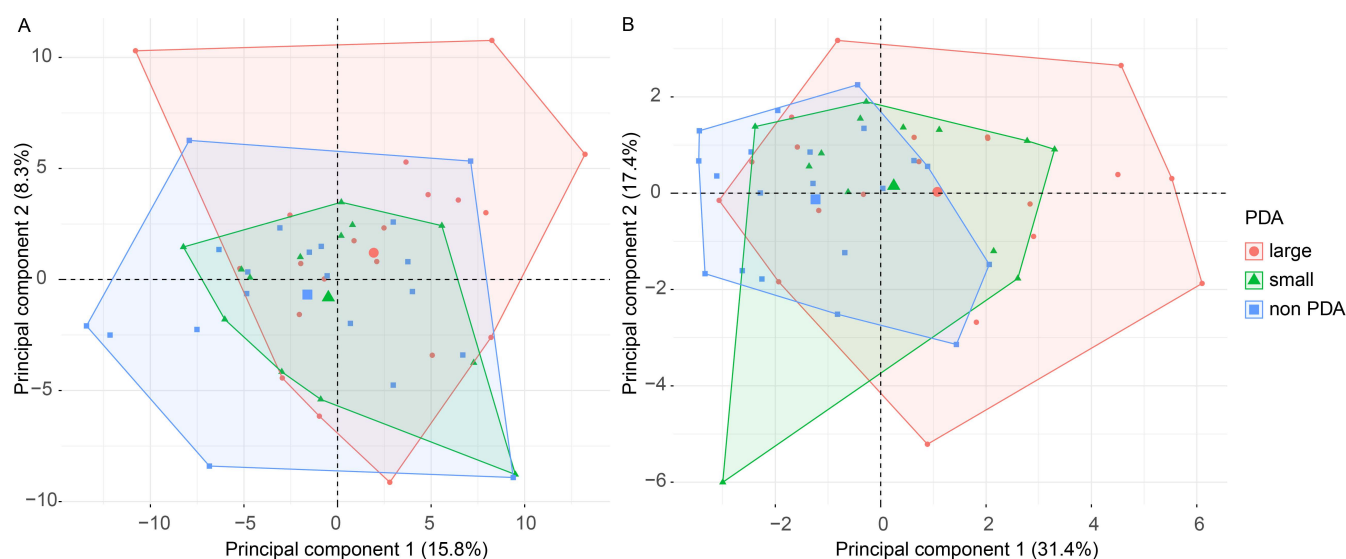 A
B
Principal component 2 (8.3%)
10
5
0
−5
−10
−10
−5
0
5
10
Principal component 1 (15.8%)
Principal component 2 (17.4%)
2
0
−2
−4
−6
−2
0
2
4
6
Principal component 1 (31.4%)
PDA
large
small
non PDA